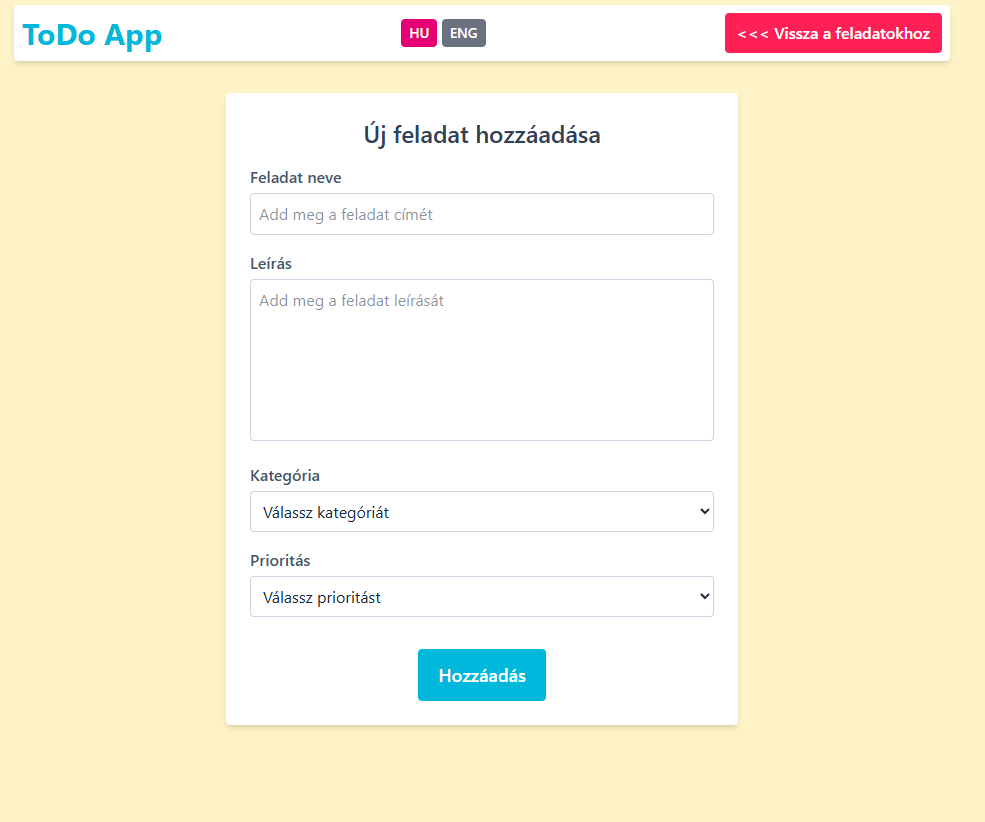 ToDo App
HU ENG
<<< Vissza a feladatokhoz
Új feladat hozzáadása
Feladat neve
Add meg a feladat címét
Leírás
Add meg a feladat leírását
Kategória
Válassz kategóriát
Prioritás
Válassz prioritást
Hozzáadás